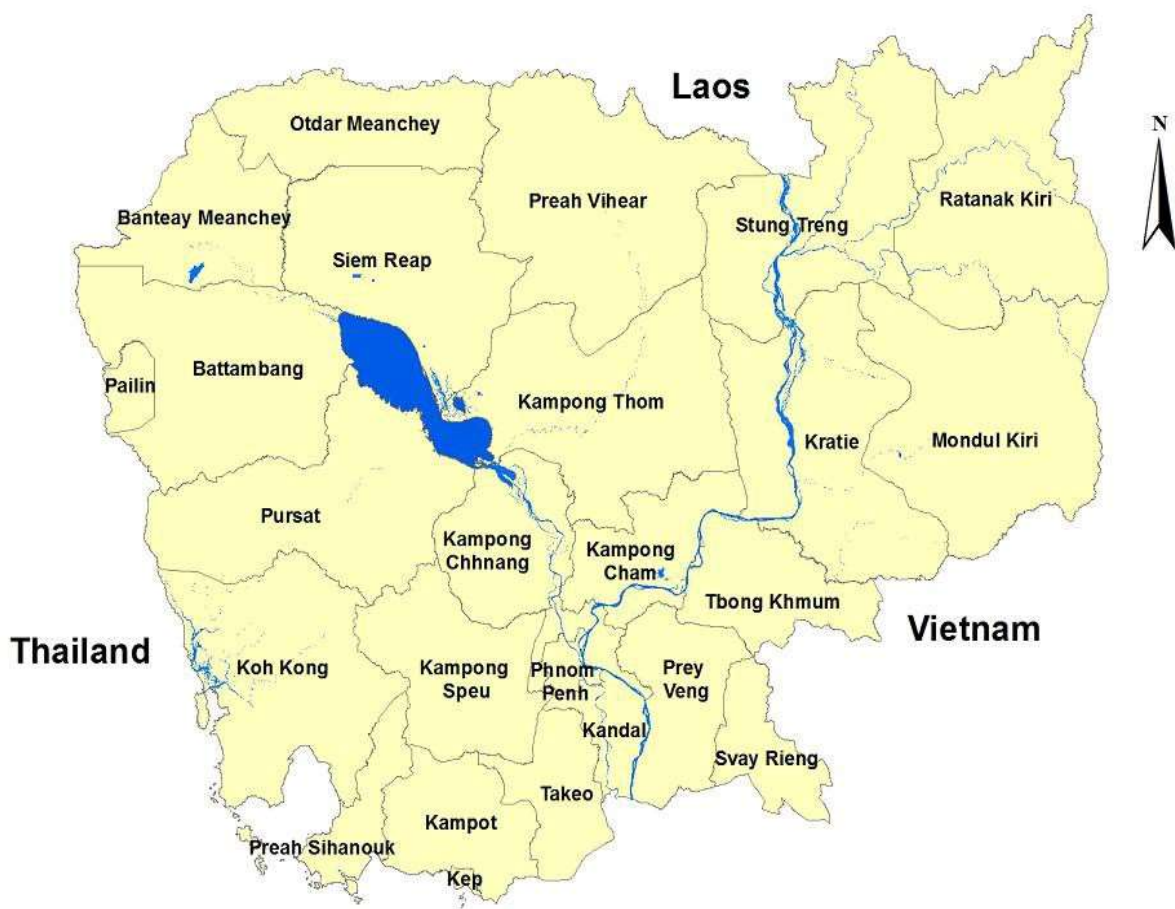 Laos
N
Otdar Meanchey
Preah Vihear
Ratanak Kiri
Banteay Meanchey
Stung Treng
Siem Reap
Pailin
Battambang
Kampong Thom
Kratie
Mondul Kiri
Pursat
Kampong
Chhnang
Kampong
Cham
Tbong Khmum
Vietnam
Thailand
Koh Kong
Kampong
Speu
Phnom
Penh
Prey
Veng
Kandal
Svay Rieng
Takeo
Kampot
Preah Sihanouk
Kep